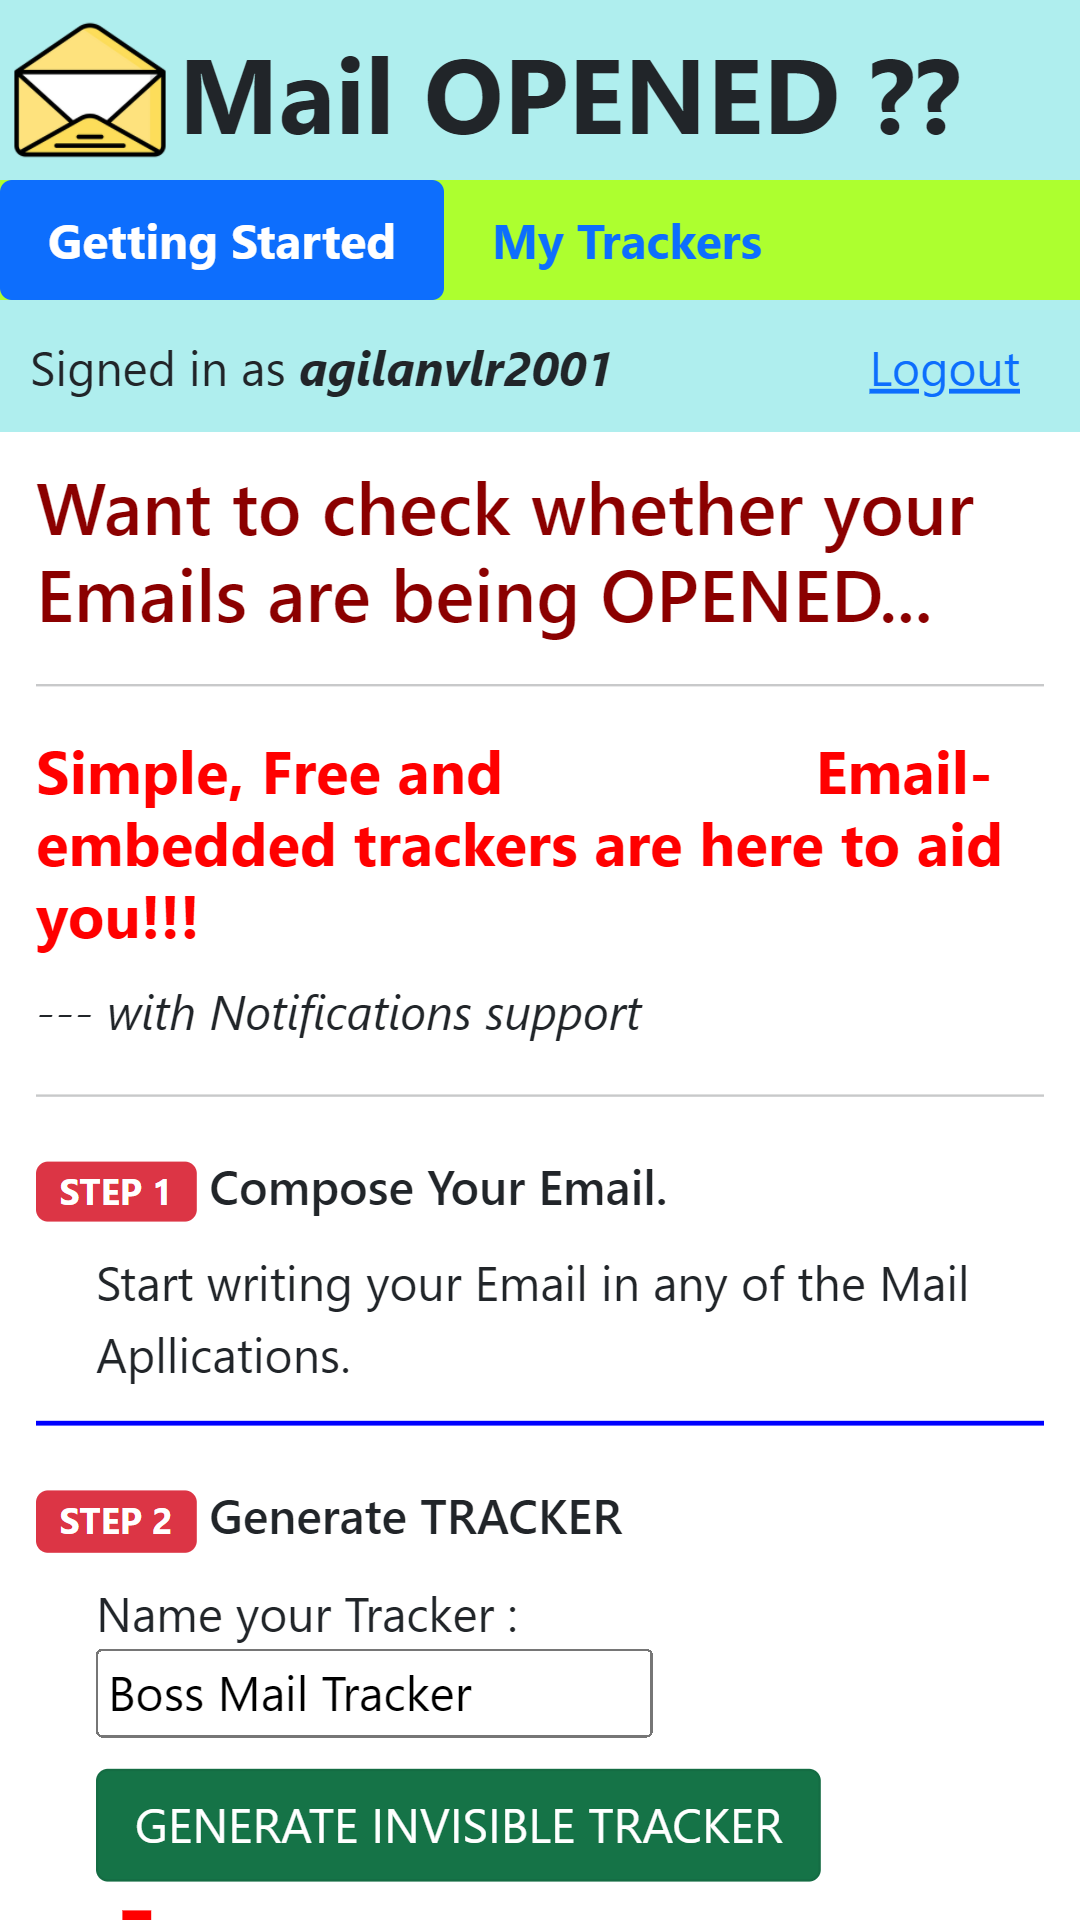 Mail OPENED ??
Getting Started My Trackers
Signed in as agilanvlr2001 Logout
Want to check whether your
Emails are being OPENED...
Simple, Free and Email-
embedded trackers are here to aid
you!!!
--- with Notifications support
STEP 1 Compose Your Email.
Start writing your Email in any of the Mail
Apllications.
STEP 2 Generate TRACKER
Name your Tracker :
Boss Mail Tracker
GENERATE INVISIBLE TRACKER